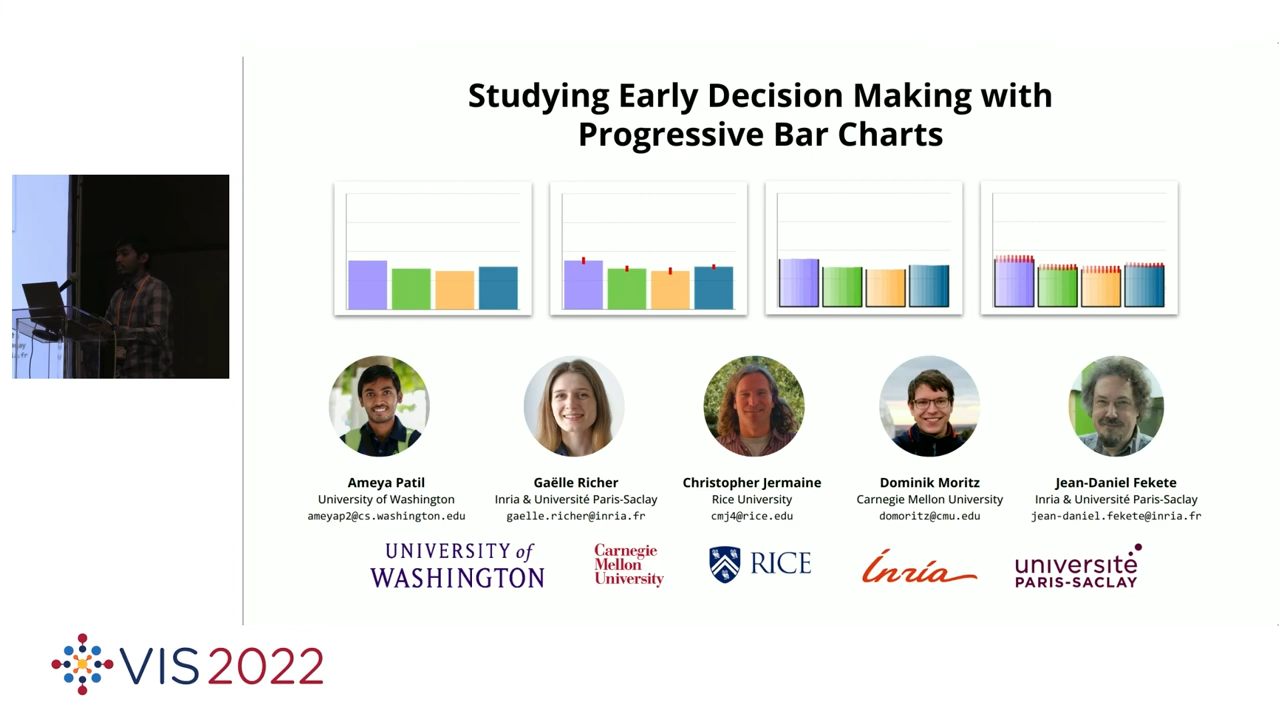 Studying Early Decision Making with
Progressive Bar Charts
Ameya Patil
University of Washington
ameyap2@cs.washington.edu
Gaëlle Richer
Inria & Université Paris-Saclay
gaelle.richer@inria.fr
Christopher Jermaine
Rice University
cmj4@rice.edu
Dominik Moritz
Carnegie Mellon University
domoritz@cmu.edu
Jean-Daniel Fekete
Inria & Université Paris-Saclay
jean-daniel.fekete@inria.fr
UNIVERSITY of
WASHINGTON
Carnegie
Mellon
University
RICE
Inria
université
PARIS-SACLAY
VIS2022